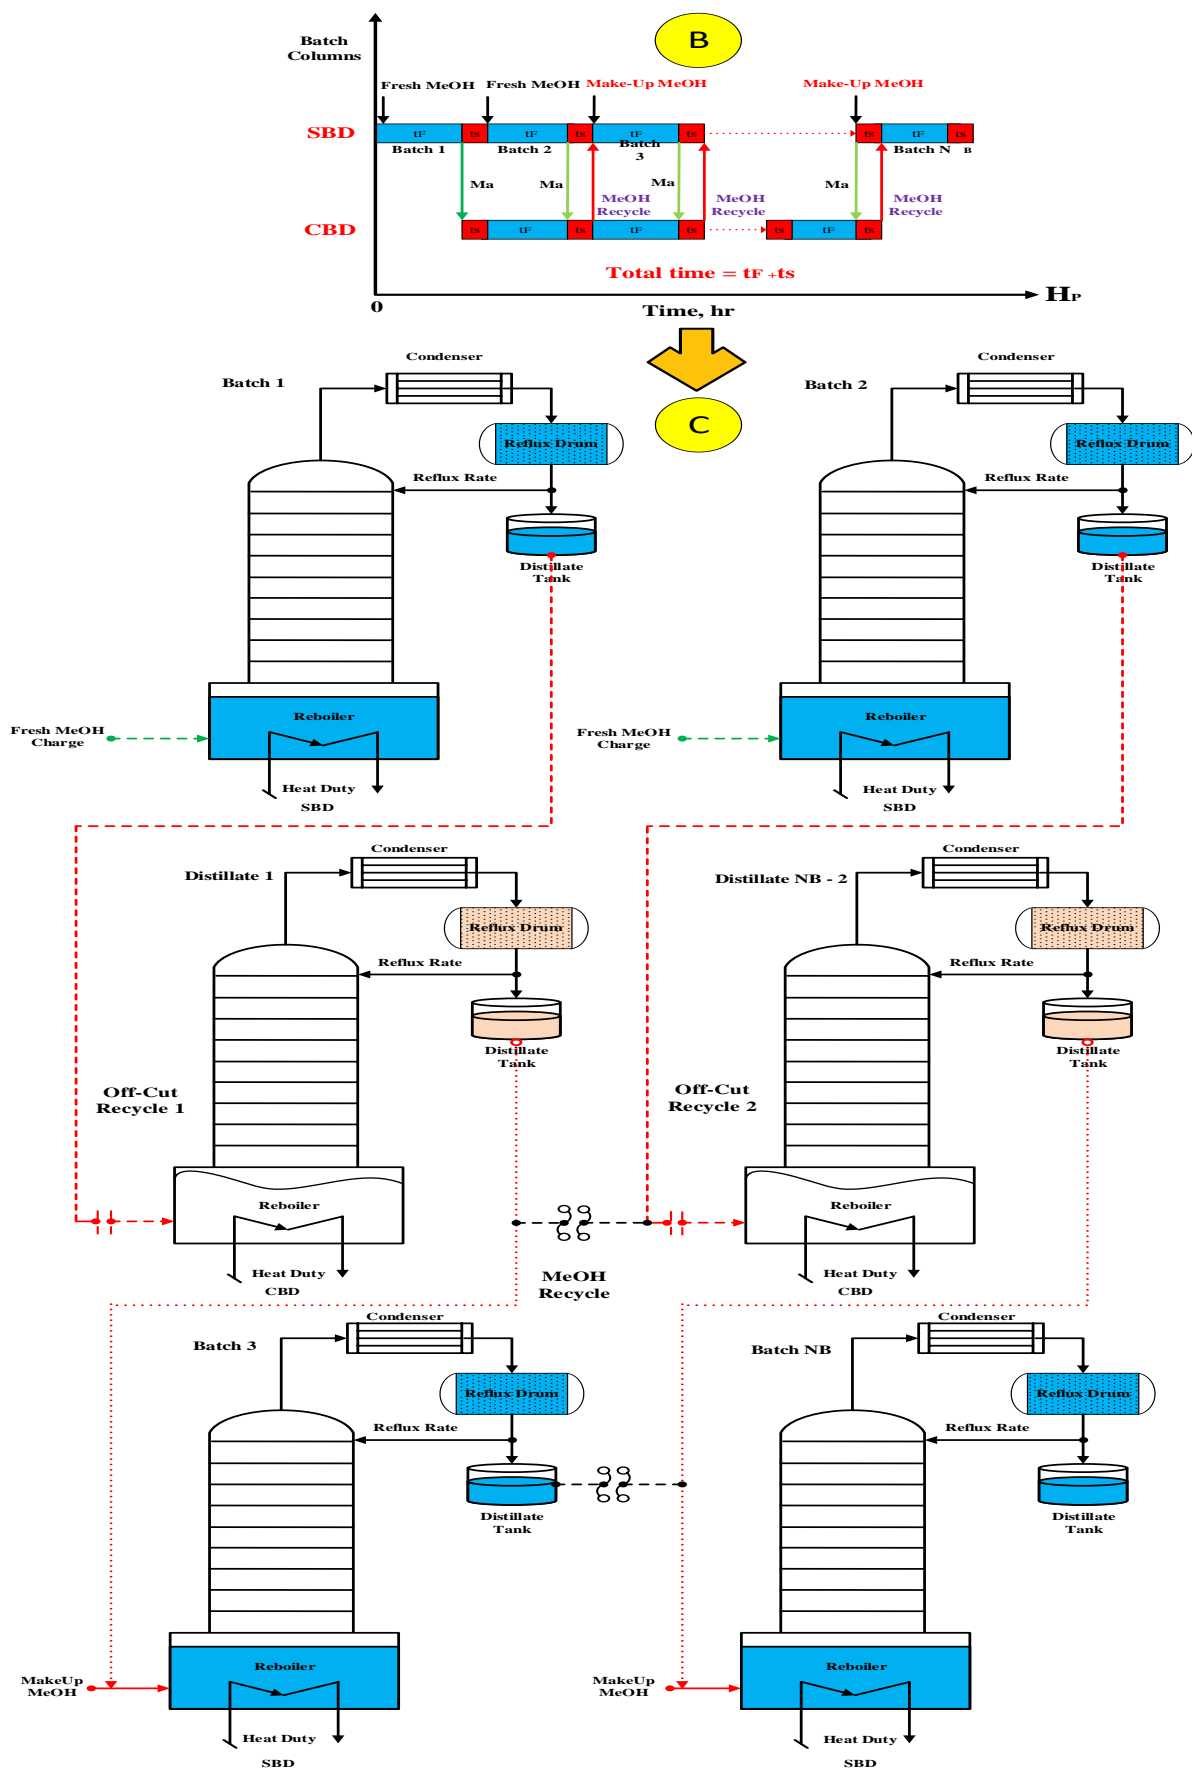 B
Batch
Columns
Fresh MeOH
Fresh MeOH
Make-Up MeOH
Make-Up MeOH
SBD
tF
ts
tF
ts
tF
ts
ts
tF
ts
Batch 1
Batch 2
Batch
3
Batch N B
Ma
Ma
Ma
Ma
MeOH
Recycle
MeOH
Recycle
MeOH
Recycle
CBD
ts
tF
ts
tF
ts
ts
tF
ts
Total time = tF +ts
0
Time, hr
HP
C
Batch 1
Condenser
Reflux Drum
Reflux Rate
Distillate
Tank
Reboiler
Fresh MeOH
Charge
Heat Duty
SBD
Batch 2
Condenser
Reflux Drum
Reflux Rate
Distillate
Tank
Reboiler
Fresh MeOH
Charge
Heat Duty
SBD
Distillate 1
Condenser
Reflux Drum
Reflux Rate
Distillate
Tank
Off-Cut
Recycle 1
Reboiler
Heat Duty
CBD
MeOH
Recycle
Distillate NB - 2
Condenser
Reflux Drum
Reflux Rate
Distillate
Tank
Off-Cut
Recycle 2
Reboiler
Heat Duty
CBD
Batch 3
Condenser
Reflux Drum
Reflux Rate
Distillate
Tank
Reboiler
MakeUp
MeOH
Heat Duty
SBD
Batch NB
Condenser
Reflux Drum
Reflux Rate
Distillate
Tank
Reboiler
MakeUp
MeOH
Heat Duty
SBD